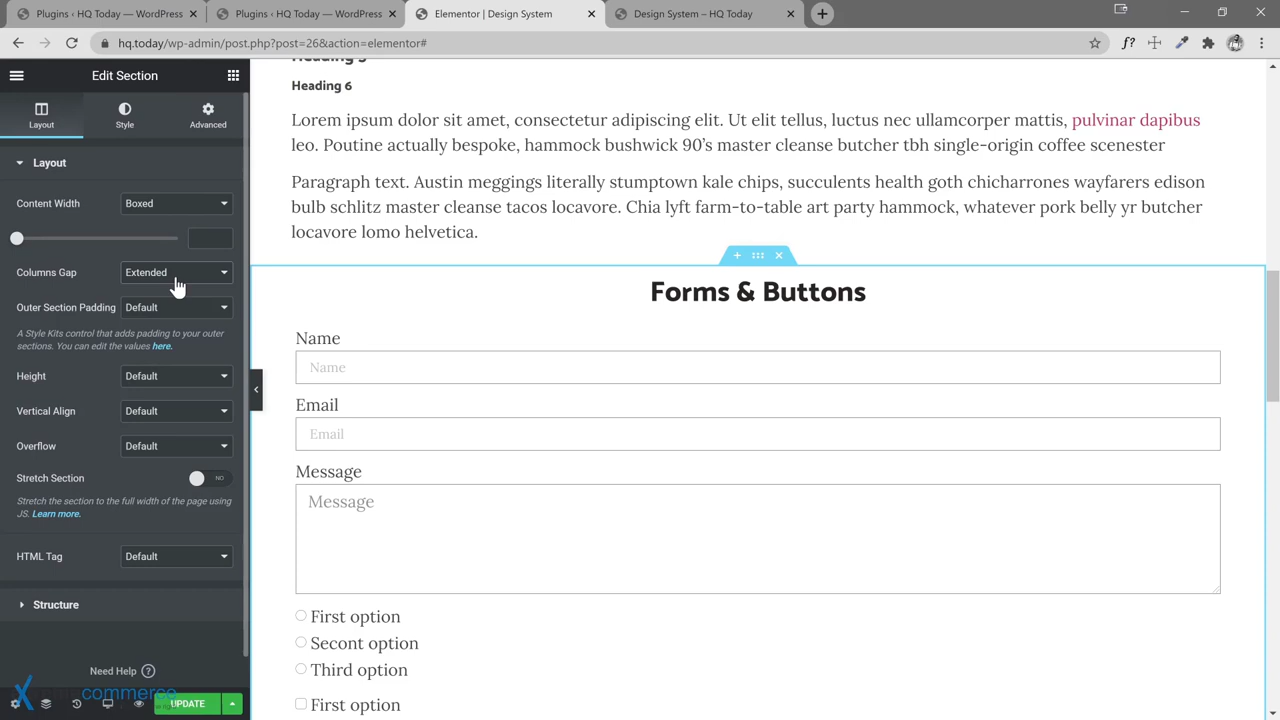 Plugins ‹ HQ Today — WordPress
Plugins ‹ HQ Today — WordPress
Elementor | Design System
Design System – HQ Today
hq.today/wp-admin/post.php?post=26&action=elementor#
Edit Section
Layout
Style
Advanced
Layout
Content Width
Boxed
Columns Gap
Extended
Outer Section Padding
Default
A Style Kits control that adds padding to your outer
sections. You can edit the values here.
Height
Default
Vertical Align
Default
Overflow
Default
Stretch Section
NO
Stretch the section to the full width of the page using
JS. Learn more.
HTML Tag
Default
Structure
Need Help
commerce
UPDATE
Heading 5
Heading 6
Lorem ipsum dolor sit amet, consectetur adipiscing elit. Ut elit tellus, luctus nec ullamcorper mattis, pulvinar dapibus
leo. Poutine actually bespoke, hammock bushwick 90’s master cleanse butcher tbh single-origin coffee scenester
Paragraph text. Austin meggings literally stumptown kale chips, succulents health goth chicharrones wayfarers edison
bulb schlitz master cleanse tacos locavore. Chia lyft farm-to-table art party hammock, whatever pork belly yr butcher
locavore lomo helvetica.
Forms & Buttons
Name
Name
Email
Email
Message
Message
First option
Secont option
Third option
First option